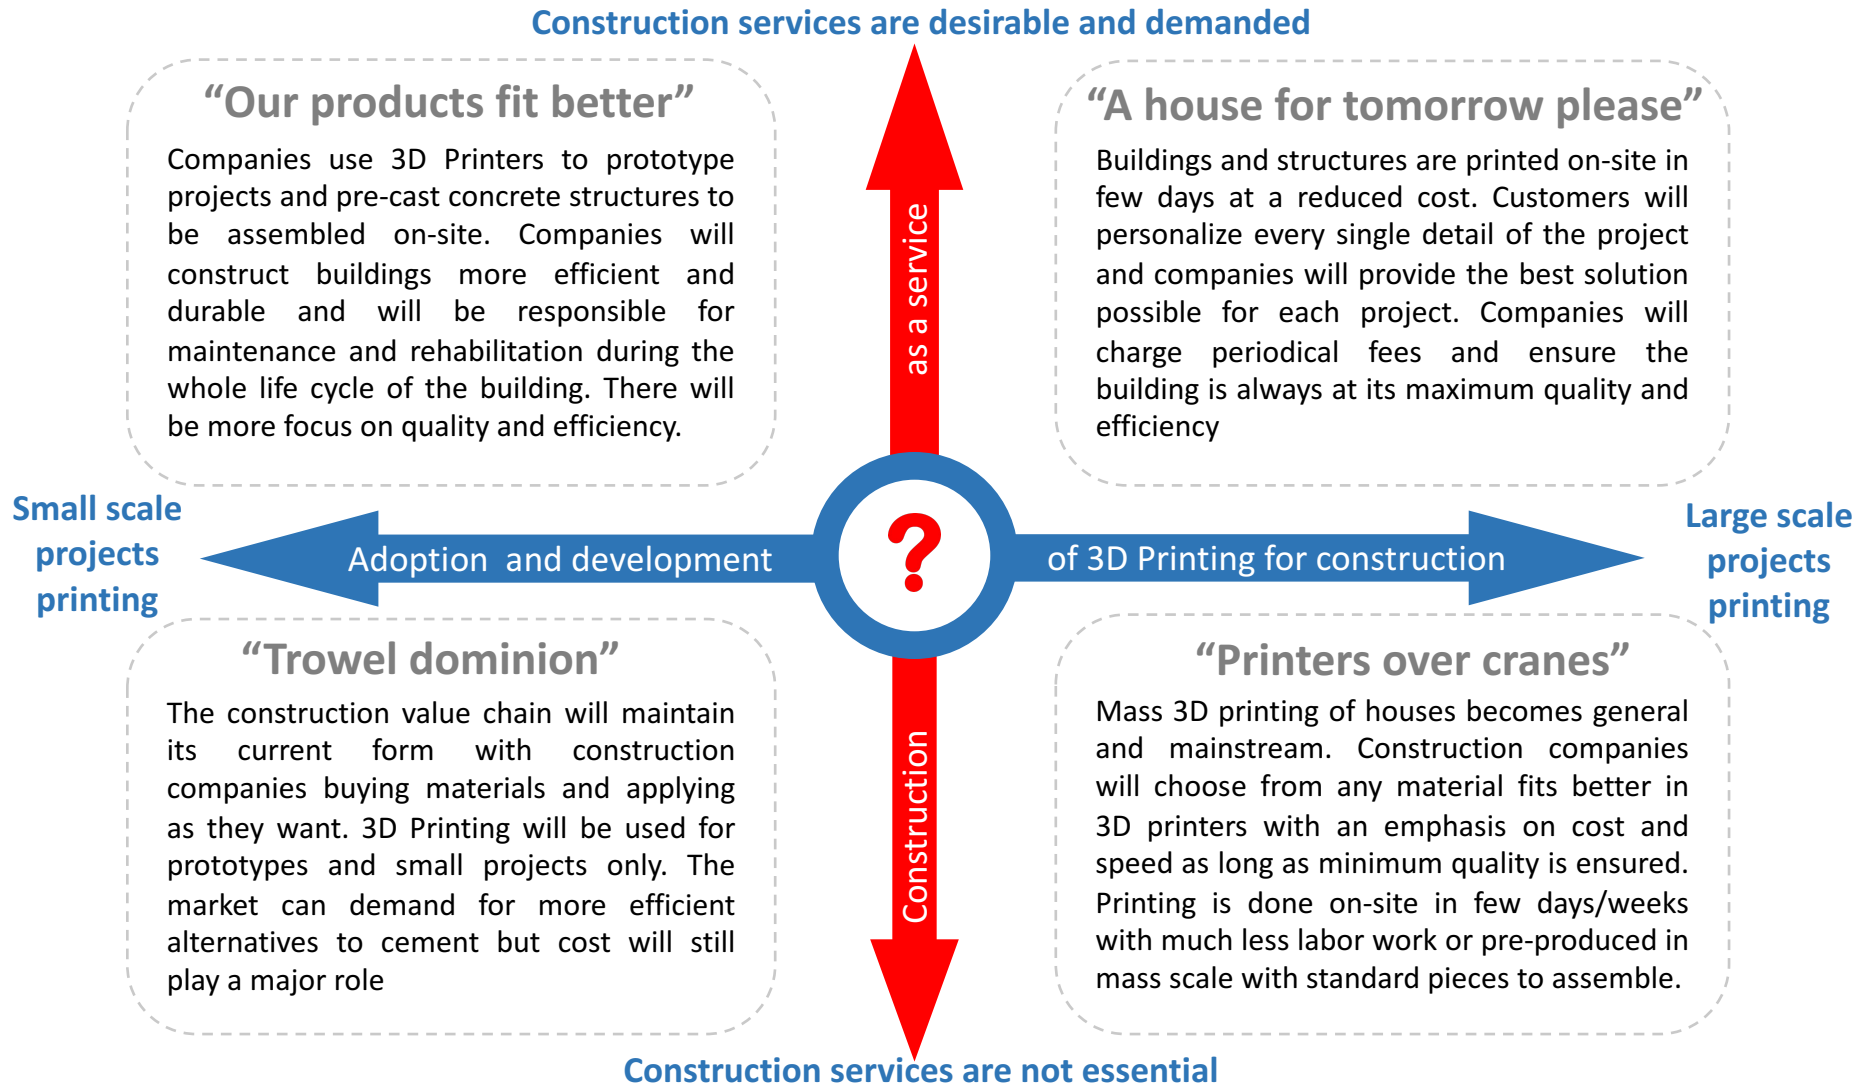 Construction services are desirable and demanded
“Our products fit better”
Companies use 3D Printers to prototype
projects and pre-cast concrete structures to
be assembled on-site. Companies will
construct buildings more efficient and
durable and will be responsible for
maintenance and rehabilitation during the
whole life cycle of the building. There will
be more focus on quality and efficiency.
“A house for tomorrow please”
Buildings and structures are printed on-site in
few days at a reduced cost. Customers will
personalize every single detail of the project
and companies will provide the best solution
possible for each project. Companies will
charge periodical fees and ensure the
building is always at its maximum quality and
efficiency
as a service
Small scale
projects
printing
Adoption and development
?
of 3D Printing for construction
Large scale
projects
printing
“Trowel dominion”
The construction value chain will maintain
its current form with construction
companies buying materials and applying
as they want. 3D Printing will be used for
prototypes and small projects only. The
market can demand for more efficient
alternatives to cement but cost will still
play a major role
Construction
“Printers over cranes”
Mass 3D printing of houses becomes general
and mainstream. Construction companies
will choose from any material fits better in
3D printers with an emphasis on cost and
speed as long as minimum quality is ensured.
Printing is done on-site in few days/weeks
with much less labor work or pre-produced in
mass scale with standard pieces to assemble.
Construction services are not essential